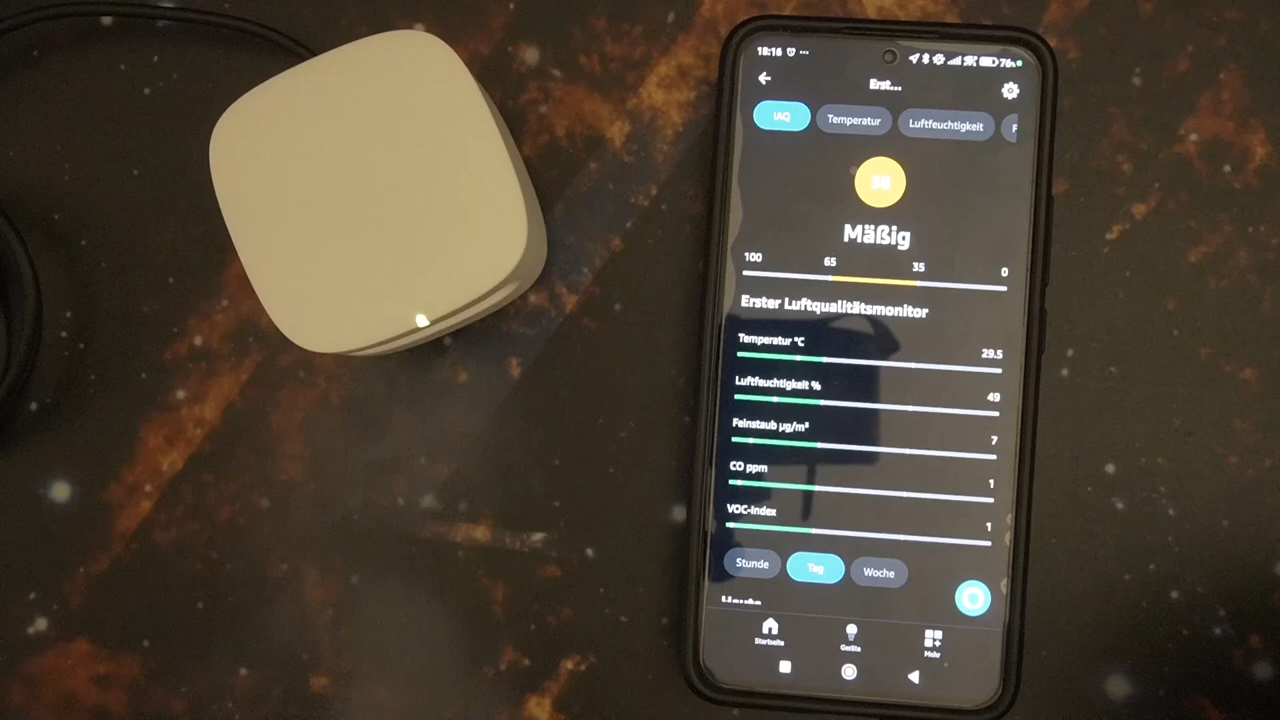 18:16
76%
Erst...
IAQ Temperatur Luftfeuchtigkeit F
Mäßig
100 65 35 0
Erster Luftqualitätsmonitor
Temperatur °C 29.5
Luftfeuchtigkeit % 49
Feinstaub µg/m³ 7
CO ppm 1
VOC-Index 1
Stunde Tag Woche
Startseite Geräte Mehr